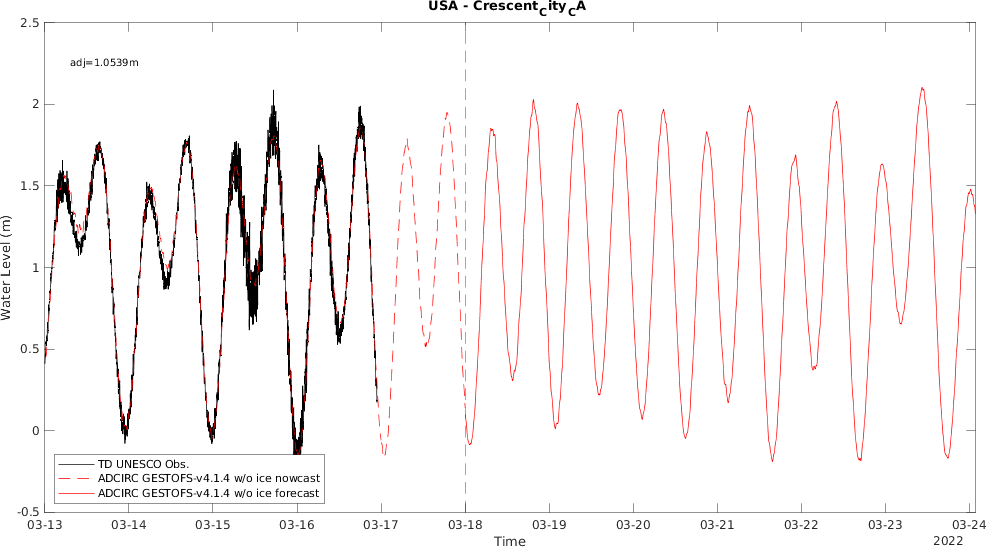 USA - Crescent_City_CA
2.5
adj=1.0539m
2
1.5
Water Level (m)
1
0.5
0
TD UNESCO Obs.
ADCIRC GESTOFS-v4.1.4 w/o ice nowcast
ADCIRC GESTOFS-v4.1.4 w/o ice forecast
-0.5
03-13 03-14 03-15 03-16 03-17 03-18 03-19 03-20 03-21 03-22 03-23 03-24
Time
2022